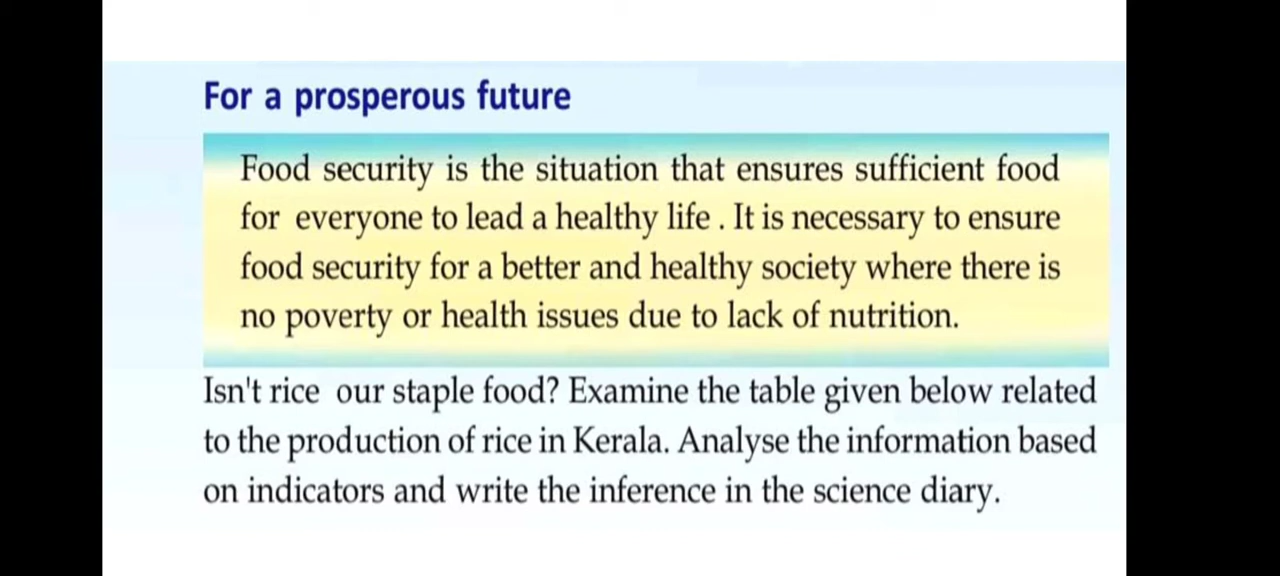 For a prosperous future
Food security is the situation that ensures sufficient food
for everyone to lead a healthy life . It is necessary to ensure
food security for a better and healthy society where there is
no poverty or health issues due to lack of nutrition.
Isn't rice our staple food? Examine the table given below related
to the production of rice in Kerala. Analyse the information based
on indicators and write the inference in the science diary.